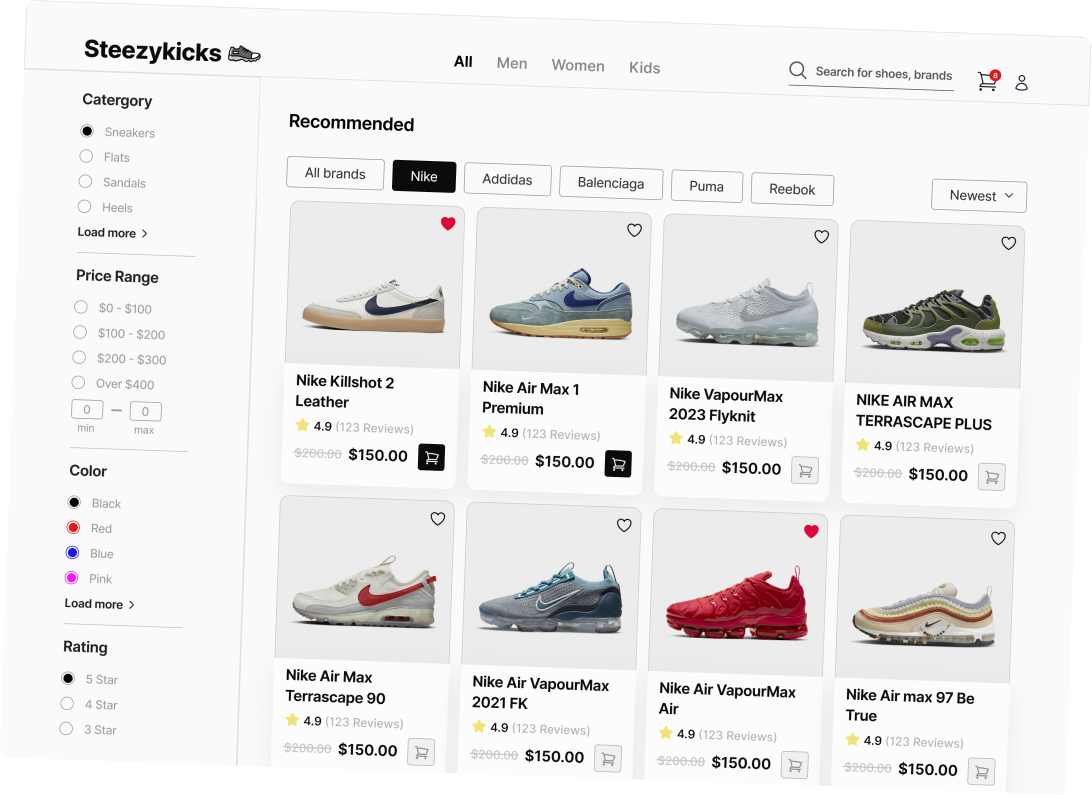 Steezykicks
All
Men
Women
Kids
Search for shoes, brands
8
Catergory
Sneakers
Flats
Sandals
Heels
Load more
Price Range
$0 - $100
$100 - $200
$200 - $300
Over $400
0
0
min
max
Color
Black
Red
Blue
Pink
Load more
Rating
5 Star
4 Star
3 Star
Recommended
All brands
Nike
Addidas
Balenciaga
Puma
Reebok
Newest
Nike Killshot 2
Leather
4.9 (123 Reviews)
$200.00 $150.00
Nike Air Max 1
Premium
4.9 (123 Reviews)
$200.00 $150.00
Nike VapourMax
2023 Flyknit
4.9 (123 Reviews)
$200.00 $150.00
NIKE AIR MAX
TERRASCAPE PLUS
4.9 (123 Reviews)
$200.00 $150.00
Nike Air Max
Terrascape 90
4.9 (123 Reviews)
$200.00 $150.00
Nike Air VapourMax
2021 FK
4.9 (123 Reviews)
$200.00 $150.00
Nike Air VapourMax
Air
4.9 (123 Reviews)
$200.00 $150.00
Nike Air max 97 Be
True
4.9 (123 Reviews)
$200.00 $150.00